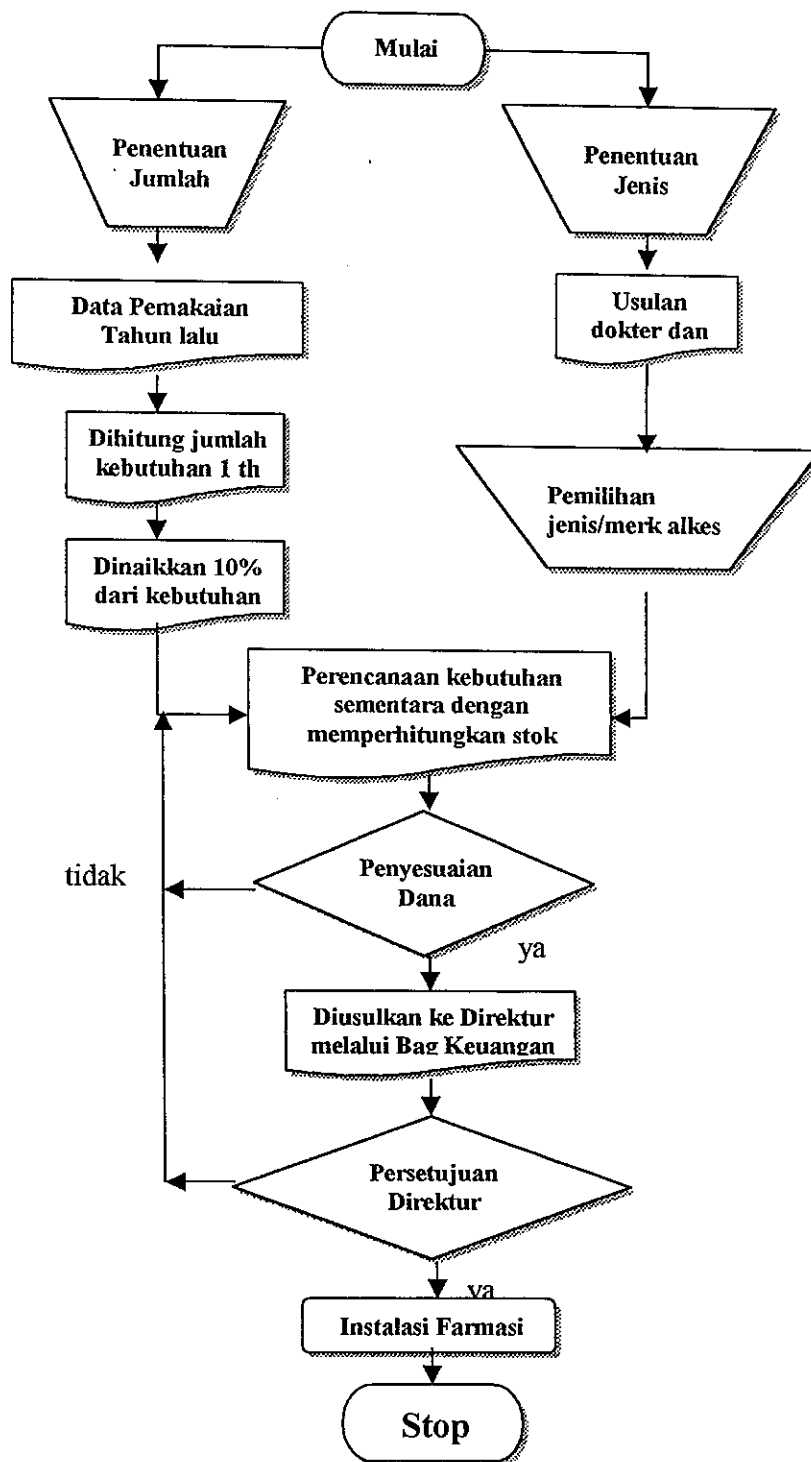 Mulai
Penentuan
Jumlah
Penentuan
Jenis
Data Pemakaian
Tahun lalu
Usulan
dokter dan
Dihitung jumlah
kebutuhan 1 th
Pemilihan
jenis/merk alkes
Dinaikkan 10%
dari kebutuhan
Perencanaan kebutuhan
sementara dengan
memperhitungkan stok
tidak
Penyesuaian
Dana
ya
Diusulkan ke Direktur
melalui Bag Keuangan
Persetujuan
Direktur
ya
Instalasi Farmasi
Stop